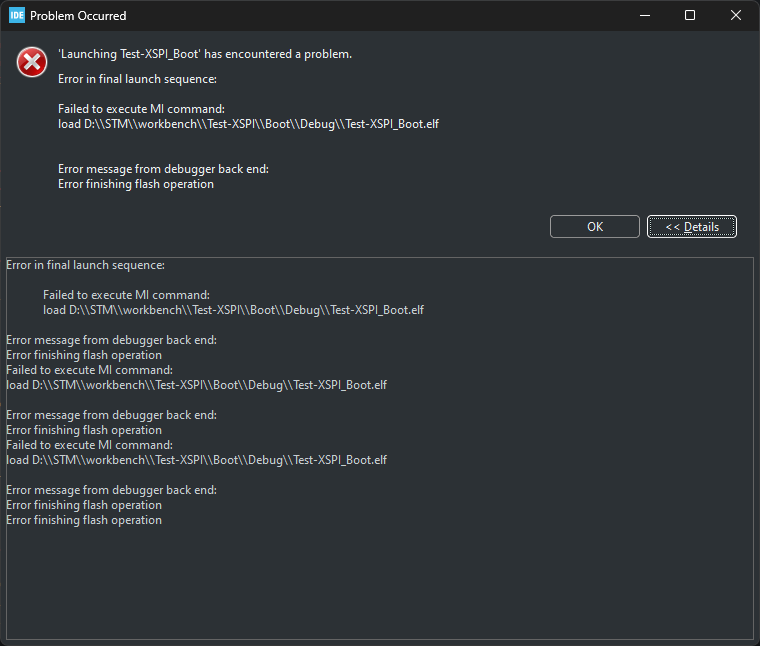 IDE Problem Occurred
'Launching Test-XSPI_Boot' has encountered a problem.
Error in final launch sequence:
Failed to execute MI command:
load D:\\STM\\workbench\\Test-XSPI\\Boot\\Debug\\Test-XSPI_Boot.elf
Error message from debugger back end:
Error finishing flash operation
OK
<< Details
Error in final launch sequence:
Failed to execute MI command:
load D:\\STM\\workbench\\Test-XSPI\\Boot\\Debug\\Test-XSPI_Boot.elf
Error message from debugger back end:
Error finishing flash operation
Failed to execute MI command:
load D:\\STM\\workbench\\Test-XSPI\\Boot\\Debug\\Test-XSPI_Boot.elf
Error message from debugger back end:
Error finishing flash operation
Failed to execute MI command:
load D:\\STM\\workbench\\Test-XSPI\\Boot\\Debug\\Test-XSPI_Boot.elf
Error message from debugger back end:
Error finishing flash operation
Error finishing flash operation